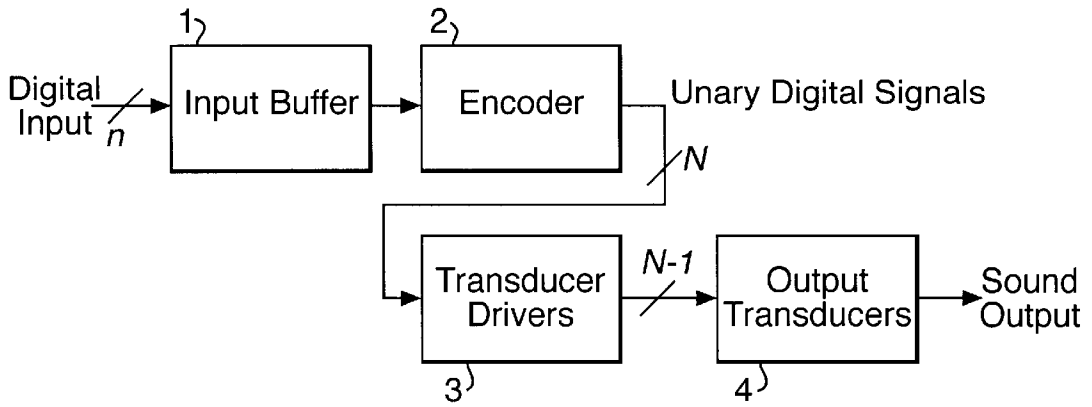 1
2
Digital
Input
n
Input Buffer
Encoder
Unary Digital Signals
N
Transducer
Drivers
N-1
Output
Transducers
Sound
Output
3
4